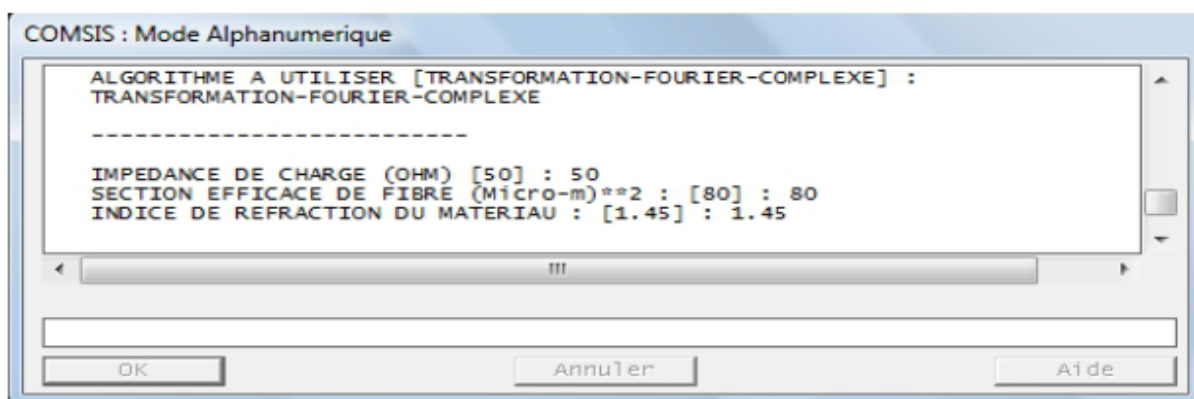 COMSIS : Mode Alphanumerique
ALGORITHME A UTILISER [TRANSFORMATION-FOURIER-COMPLEXE] :
TRANSFORMATION-FOURIER-COMPLEXE
---------------------------
IMPEDANCE DE CHARGE (OHM) [50] : 50
SECTION EFFICACE DE FIBRE (Micro-m)**2 : [80] : 80
INDICE DE REFRACTION DU MATERIAU : [1.45] : 1.45
OK Annuler Aide